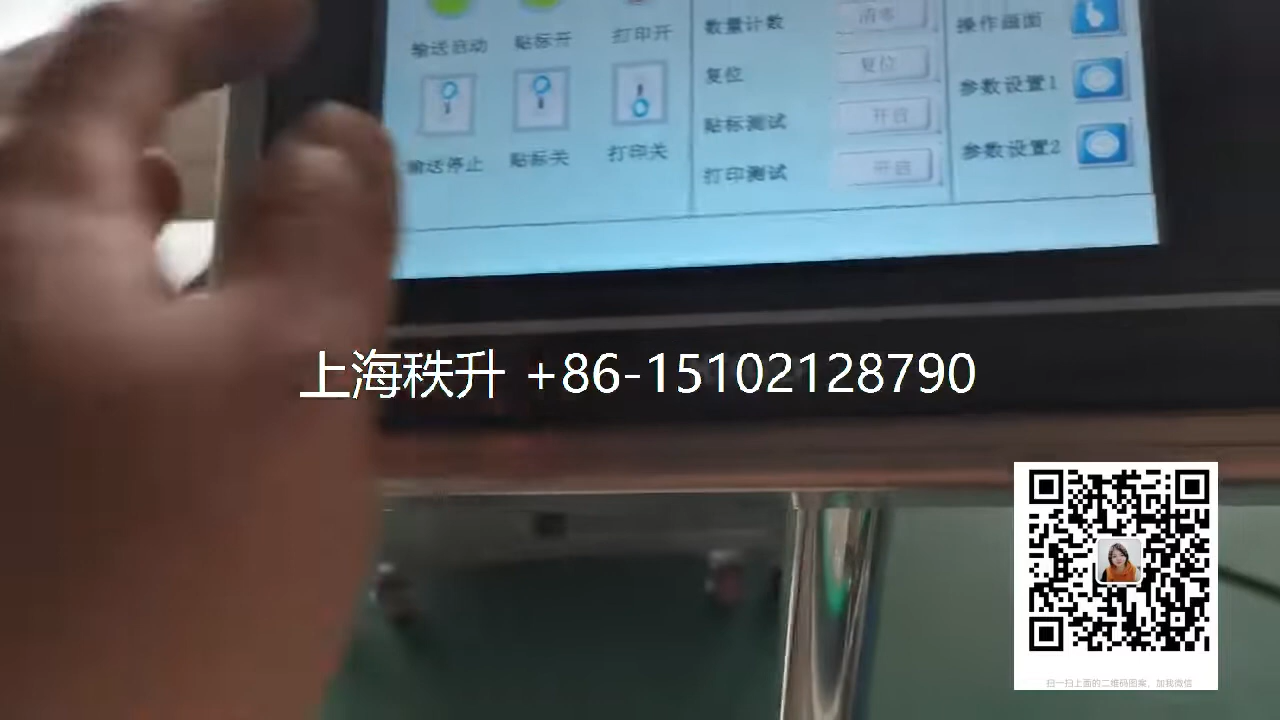 输送启动 贴标开 打印开
输送停止 贴标关 打印关
数量计数 清零
复位 复位
贴标测试 开启
打印测试 开启
操作画面
参数设置1
参数设置2
上海秩升 +86-15102128790
扫一扫上面的二维码图案，加我微信